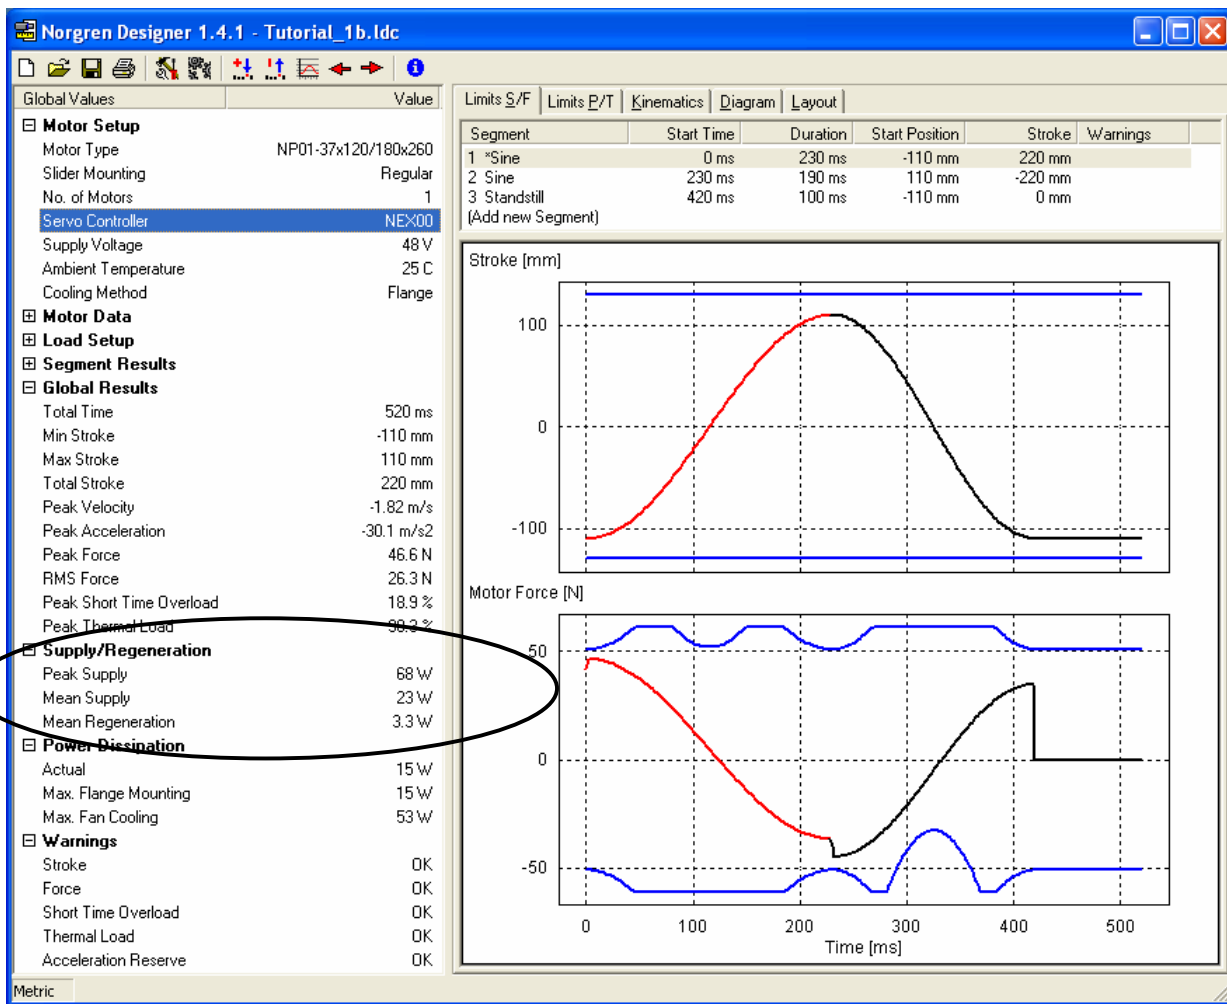 Norgren Designer 1.4.1 - Tutorial_1b.ldc
Global Values Value
Motor Setup
Motor Type NP01-37x120/180x260
Slider Mounting Regular
No. of Motors 1
Servo Controller NEX00
Supply Voltage 48 V
Ambient Temperature 25 C
Cooling Method Flange
Motor Data
Load Setup
Segment Results
Global Results
Total Time 520 ms
Min Stroke -110 mm
Max Stroke 110 mm
Total Stroke 220 mm
Peak Velocity -1.82 m/s
Peak Acceleration -30.1 m/s2
Peak Force 46.6 N
RMS Force 26.3 N
Peak Short Time Overload 18.9 %
Peak Thermal Load %
Supply/Regeneration
Peak Supply 68 W
Mean Supply 23 W
Mean Regeneration 3.3 W
Power Dissipation
Actual 15 W
Max. Flange Mounting 15 W
Max. Fan Cooling 53 W
Warnings
Stroke OK
Force OK
Short Time Overload OK
Thermal Load OK
Acceleration Reserve OK
Metric
Limits S/F Limits P/T Kinematics Diagram Layout
Segment Start Time Duration Start Position Stroke Warnings
1 *Sine 0 ms 230 ms -110 mm 220 mm
2 Sine 230 ms 190 ms 110 mm -220 mm
3 Standstill 420 ms 100 ms -110 mm 0 mm
(Add new Segment)
Stroke [mm]
100
0
-100
Motor Force [N]
50
0
-50
0 100 200 300 400 500
Time [ms]